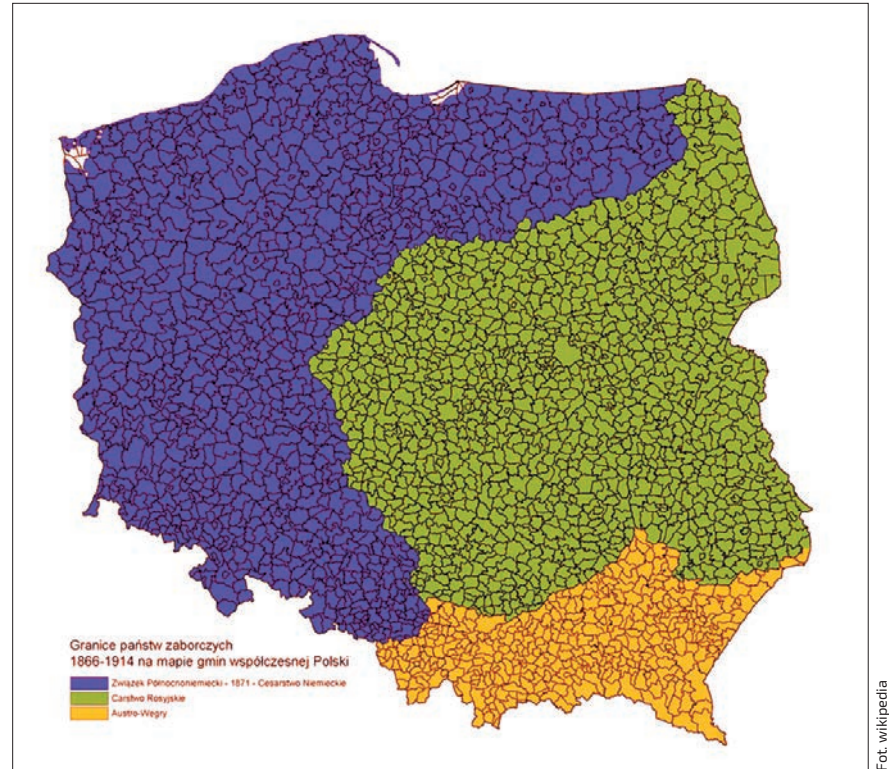 Granice państw zaborczych
1866-1914 na mapie gmin współczesnej Polski
Związek Północnoniemiecki - 1871 - Cesarstwo Niemieckie
Carstwo Rosyjskie
Austro-Węgry
Fot. wikipedia